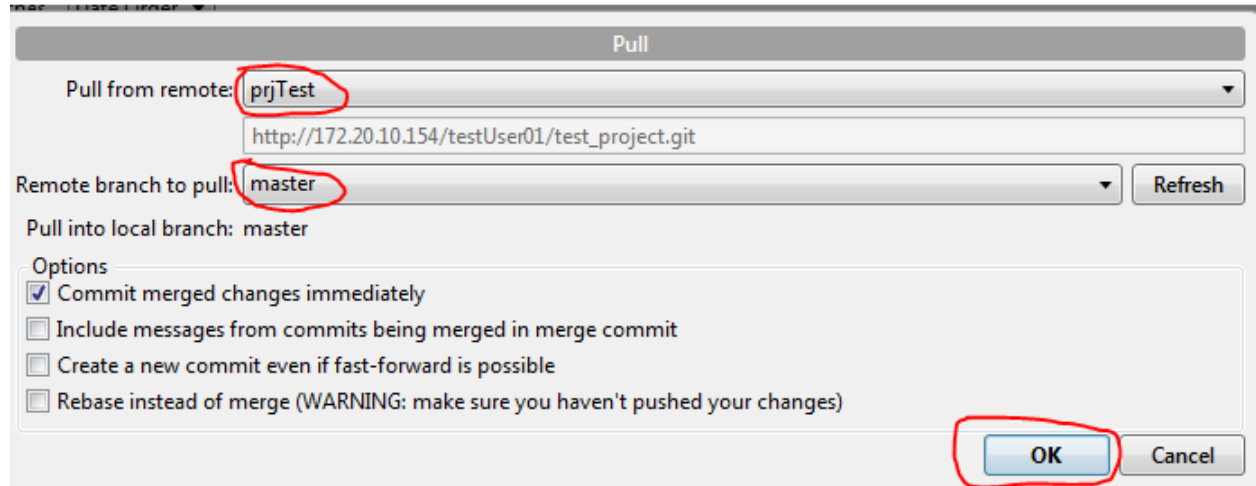 Date Order
Pull
Pull from remote: prjTest
http://172.20.10.154/testUser01/test_project.git
Remote branch to pull: master Refresh
Pull into local branch: master
Options
Commit merged changes immediately
Include messages from commits being merged in merge commit
Create a new commit even if fast-forward is possible
Rebase instead of merge (WARNING: make sure you haven't pushed your changes)
OK Cancel